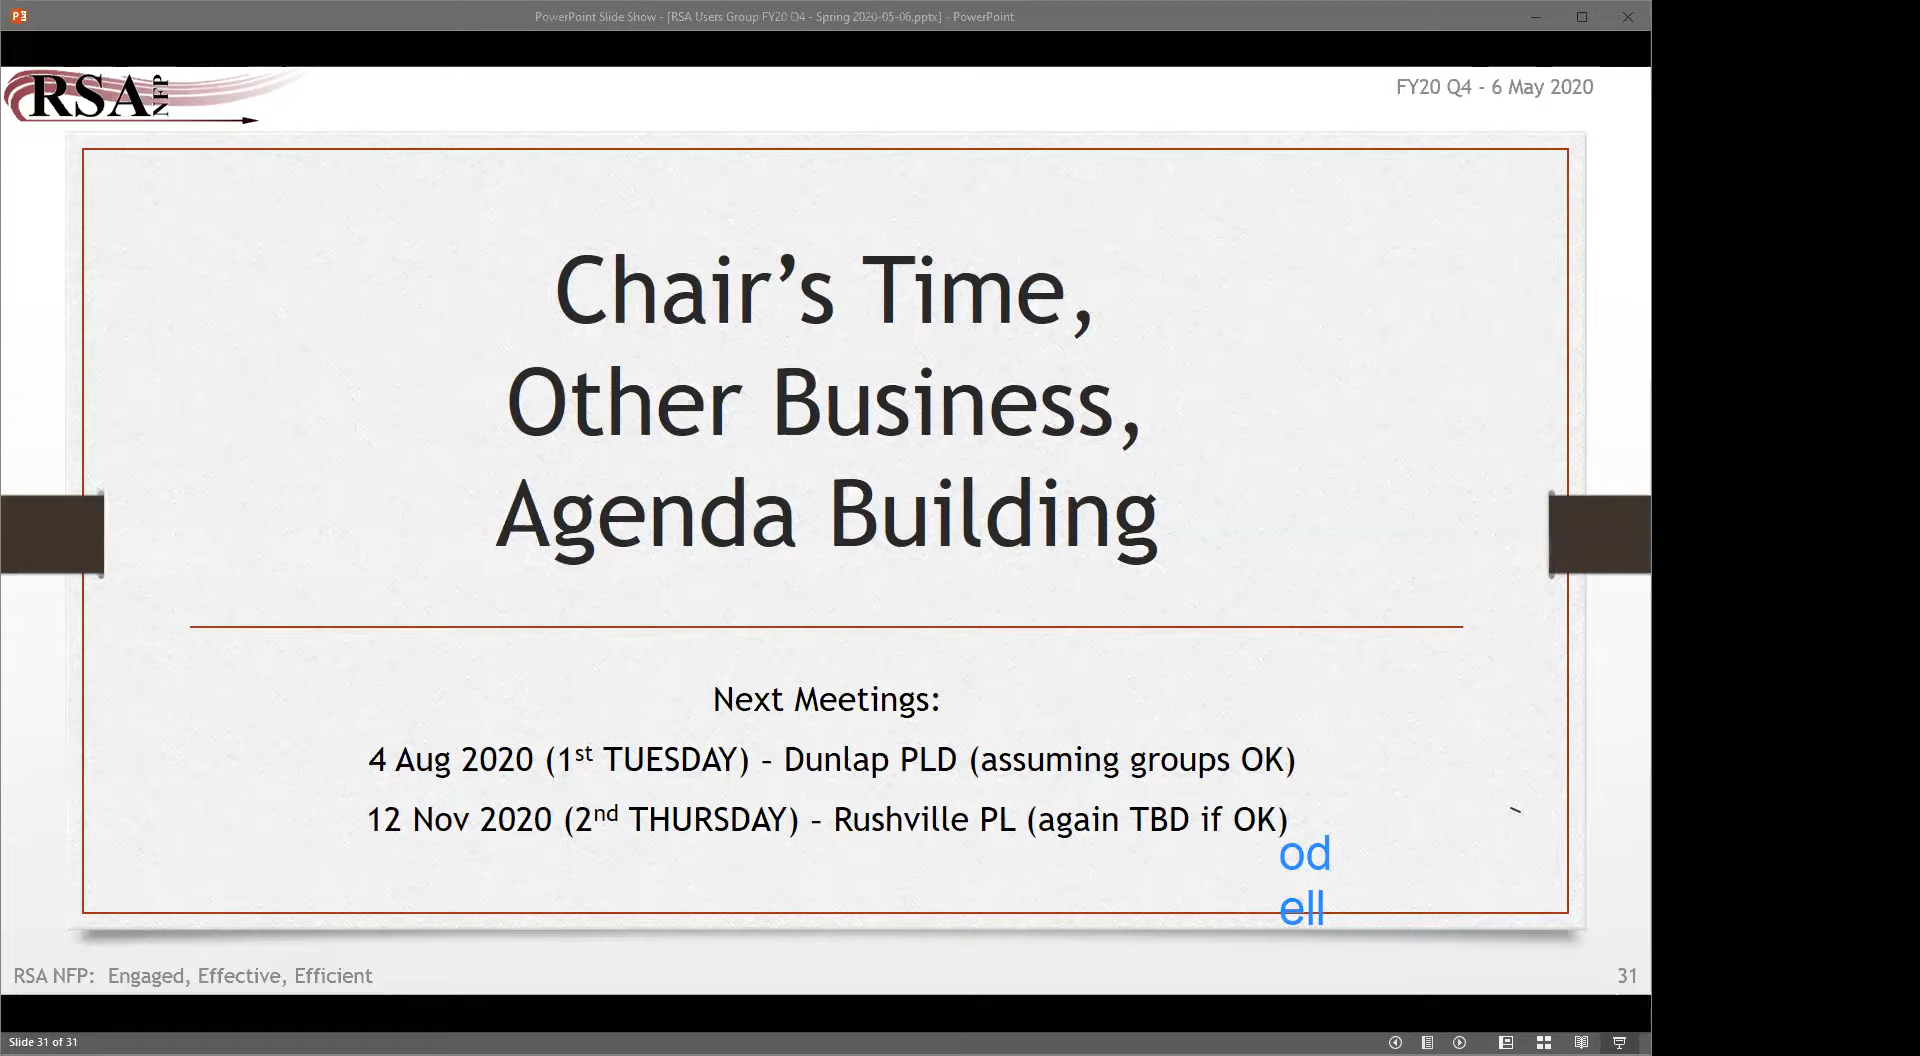 PowerPoint Slide Show - [RSA Users Group FY20 Q4 - Spring 2020-05-06.pptx] - PowerPoint
RSA NFP
FY20 Q4 - 6 May 2020
Chair’s Time,
Other Business,
Agenda Building
Next Meetings:
4 Aug 2020 (1st TUESDAY) – Dunlap PLD (assuming groups OK)
12 Nov 2020 (2nd THURSDAY) – Rushville PL (again TBD if OK)
od
ell
RSA NFP: Engaged, Effective, Efficient
31
Slide 31 of 31